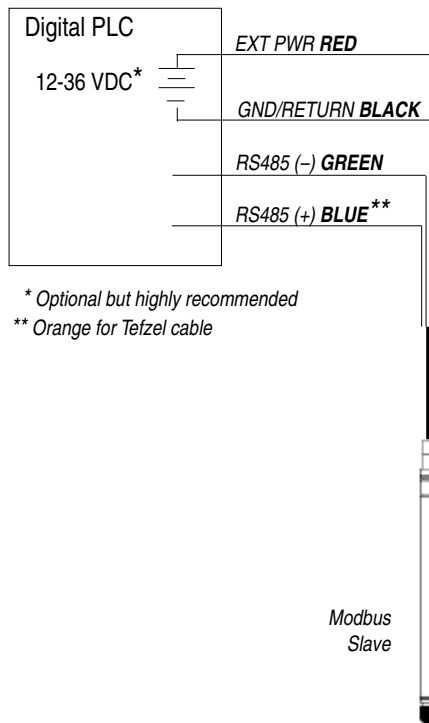 Digital PLC
12-36 VDC*
EXT PWR RED
GND/RETURN BLACK
RS485 (–) GREEN
RS485 (+) BLUE**
* Optional but highly recommended
** Orange for Tefzel cable
Modbus
Slave